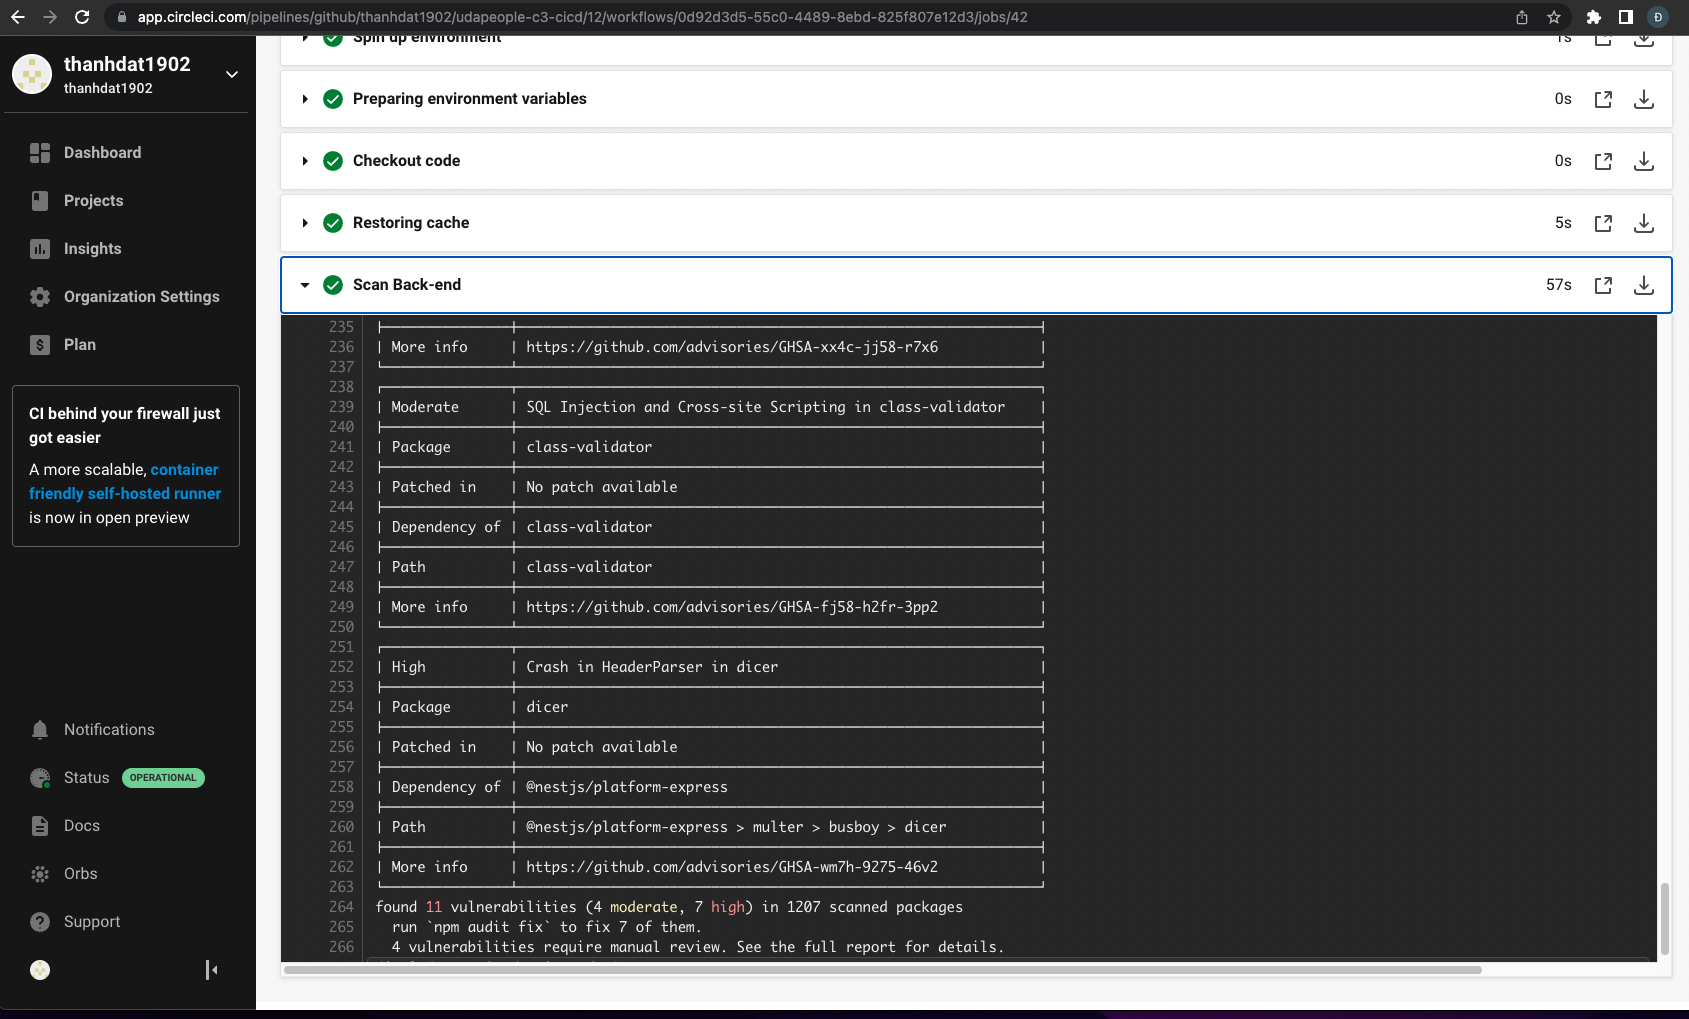 app.circleci.com/pipelines/github/thanhdat1902/udapeople-c3-cicd/12/workflows/0d92d3d5-55c0-4489-8ebd-825f807e12d3/jobs/42
Đ
thanhdat1902
thanhdat1902
Dashboard
Projects
Insights
Organization Settings
Plan
CI behind your firewall just
got easier
A more scalable, container
friendly self-hosted runner
is now in open preview
Notifications
Status OPERATIONAL
Docs
Orbs
Support
Spin up environment 1s
Preparing environment variables 0s
Checkout code 0s
Restoring cache 5s
Scan Back-end 57s
235
236 | More info | https://github.com/advisories/GHSA-xx4c-jj58-r7x6 |
237
238
239 | Moderate | SQL Injection and Cross-site Scripting in class-validator |
240
241 | Package | class-validator |
242
243 | Patched in | No patch available |
244
245 | Dependency of | class-validator |
246
247 | Path | class-validator |
248
249 | More info | https://github.com/advisories/GHSA-fj58-h2fr-3pp2 |
250
251
252 | High | Crash in HeaderParser in dicer |
253
254 | Package | dicer |
255
256 | Patched in | No patch available |
257
258 | Dependency of | @nestjs/platform-express |
259
260 | Path | @nestjs/platform-express > multer > busboy > dicer |
261
262 | More info | https://github.com/advisories/GHSA-wm7h-9275-46v2 |
263
264 found 11 vulnerabilities (4 moderate, 7 high) in 1207 scanned packages
265 run `npm audit fix` to fix 7 of them.
266 4 vulnerabilities require manual review. See the full report for details.